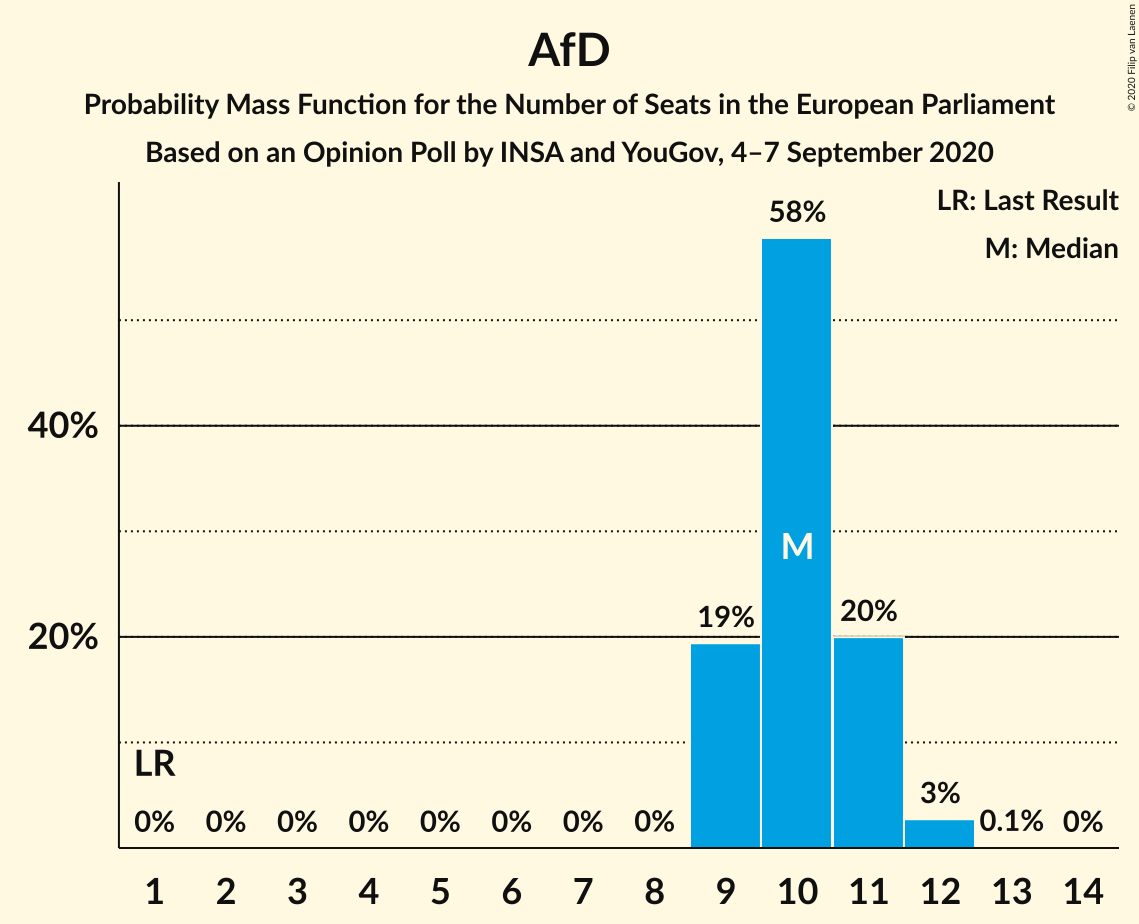 AfD
Probability Mass Function for the Number of Seats in the European Parliament
Based on an Opinion Poll by INSA and YouGov, 4–7 September 2020
© 2020 Filip van Laenen
LR: Last Result
M: Median
58%
40%
M
20%
19%
20%
LR
0% 0% 0% 0% 0% 0% 0% 0% 3% 0.1% 0%
1 2 3 4 5 6 7 8 9 10 11 12 13 14